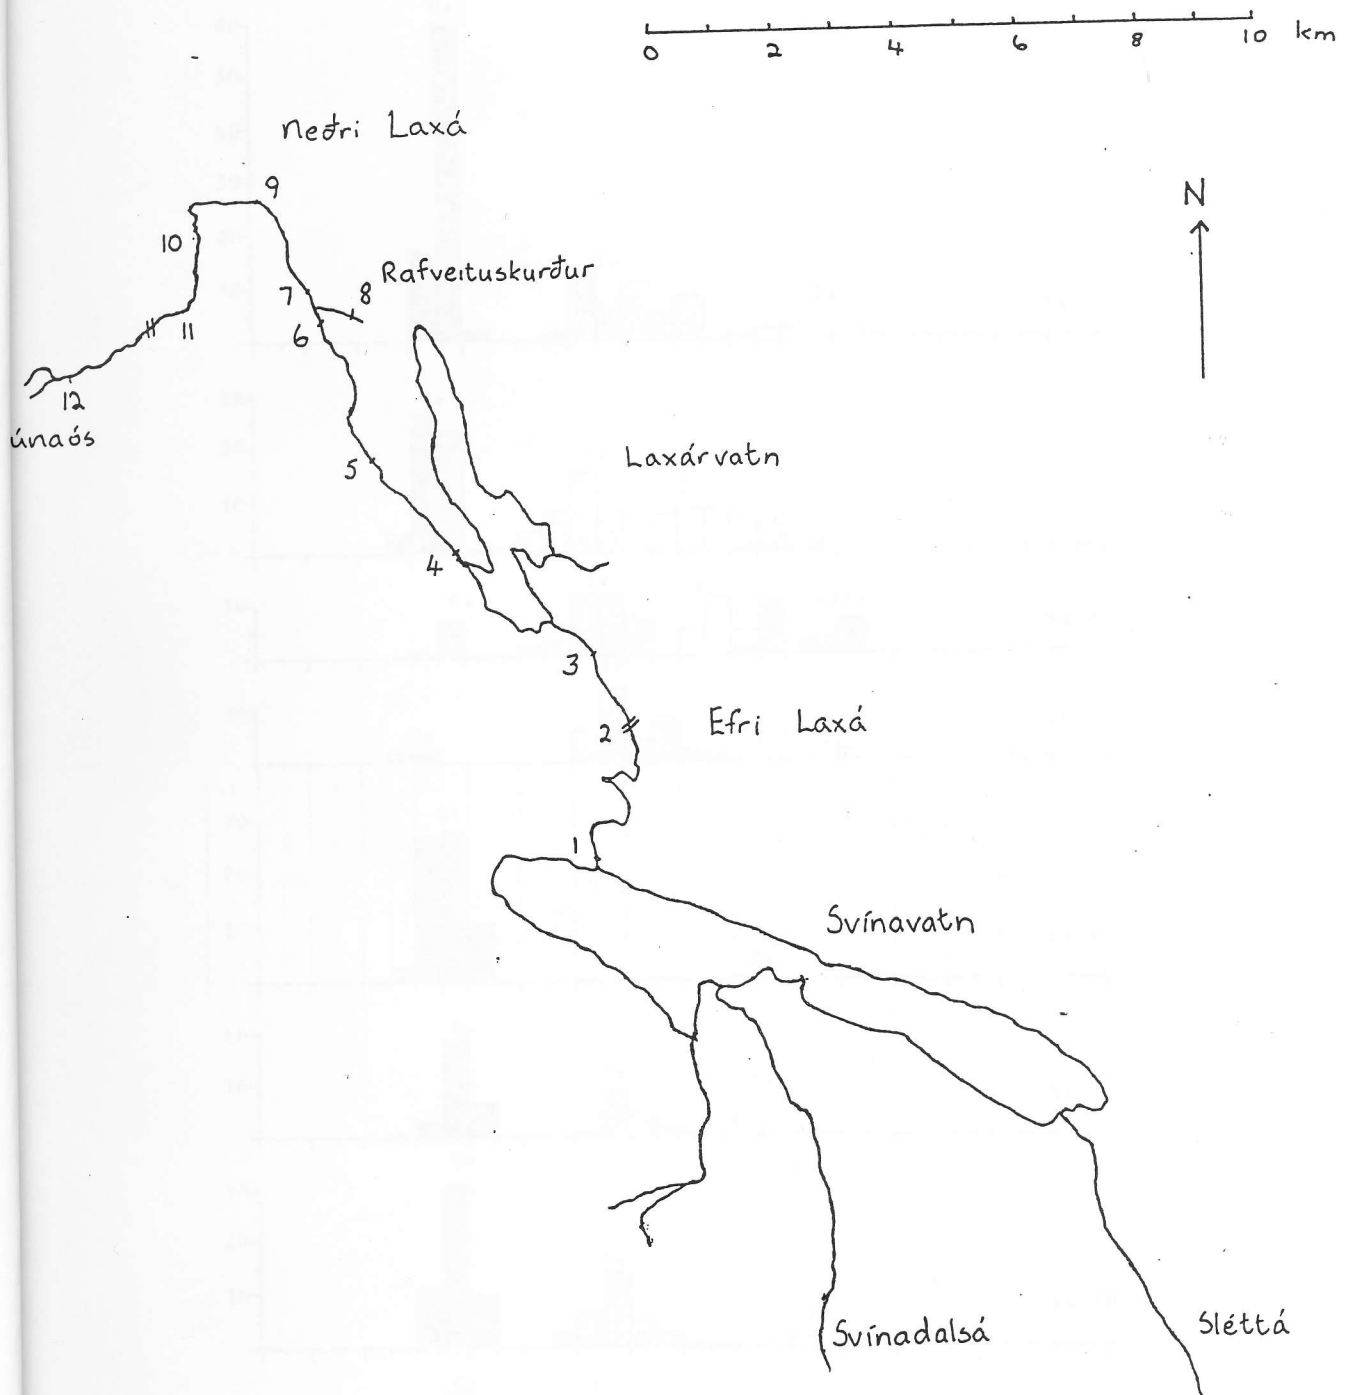 0 2 4 6 8 10 km
Neðri Laxá
N
9
10
Rafveituskurður
7 8
11 6
12
únaós
5
Laxárvatn
4
3
2
Efri Laxá
1
Svínavatn
Svínadalsá
Sléttá